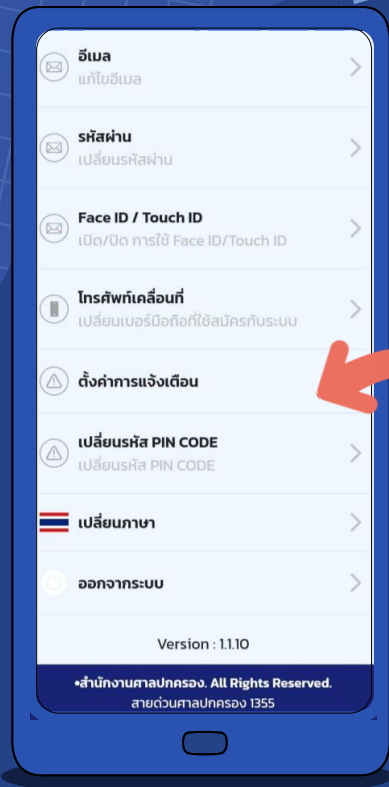 อีเมล
แก้ไขอีเมล
รหัสผ่าน
เปลี่ยนรหัสผ่าน
Face ID / Touch ID
เปิด/ปิด การใช้ Face ID/Touch ID
โทรศัพท์เคลื่อนที่
เปลี่ยนเบอร์มือถือที่ใช้สมัครกับระบบ
ตั้งค่าการแจ้งเตือน
เปลี่ยนรหัส PIN CODE
เปลี่ยนรหัส PIN CODE
เปลี่ยนภาษา
ออกจากระบบ
Version : 1.1.10
•สำนักงานศาลปกครอง. All Rights Reserved.
สายด่วนศาลปกครอง 1355